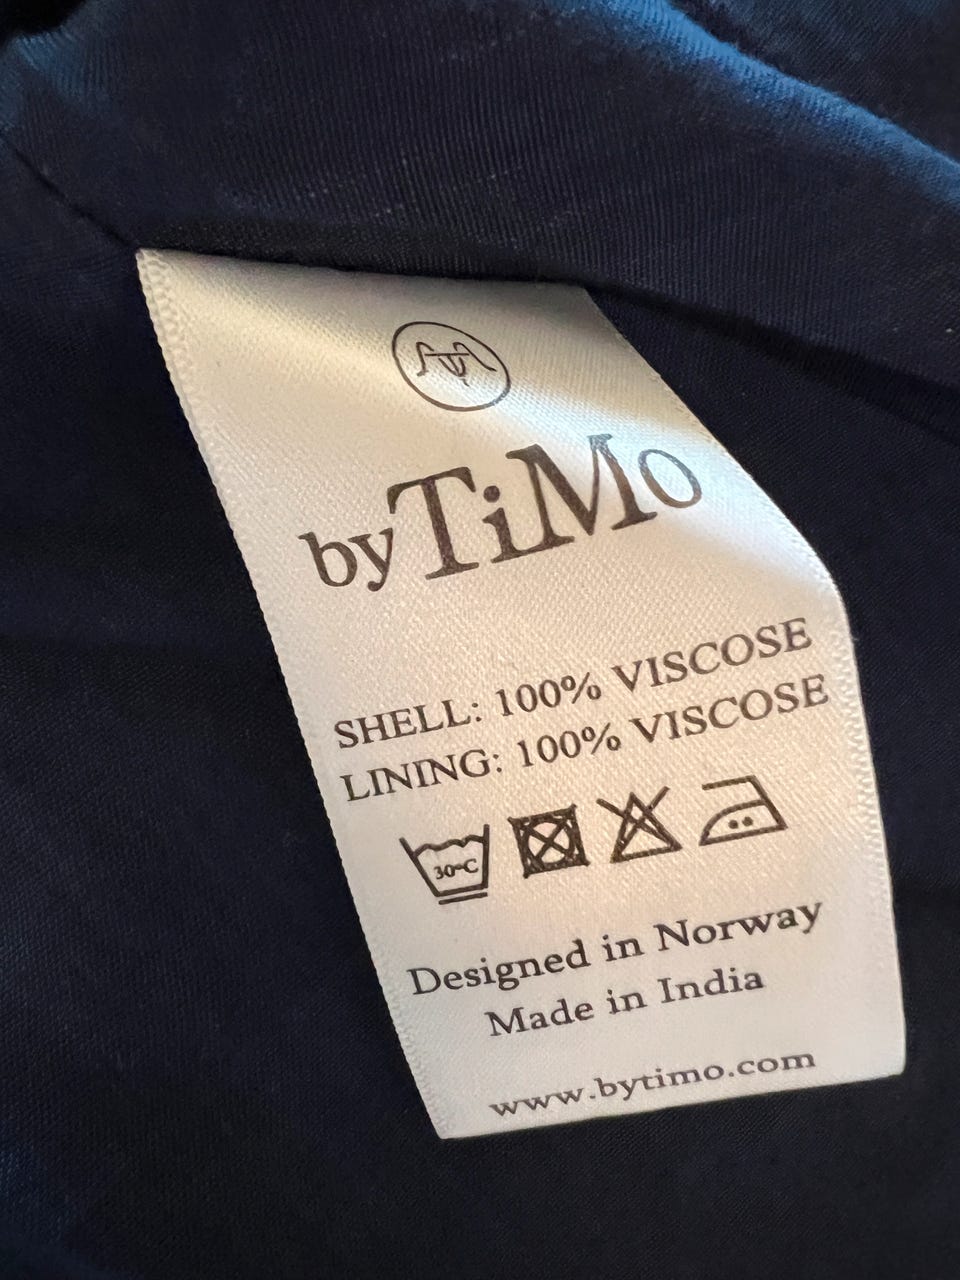 byTiMo
SHELL: 100% VISCOSE
LINING: 100% VISCOSE
30°C
Designed in Norway
Made in India
www.bytimo.com